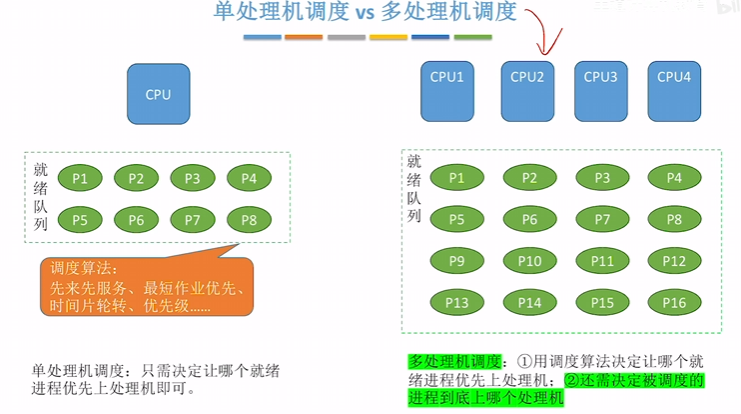 单处理机调度 vs 多处理机调度
CPU
就绪队列
P1 P2 P3 P4
P5 P6 P7 P8
调度算法：
先来先服务、最短作业优先、
时间片轮转、优先级……
单处理机调度：只需决定让哪个就绪
进程优先上处理机即可。
CPU1 CPU2 CPU3 CPU4
就绪队列
P1 P2 P3 P4
P5 P6 P7 P8
P9 P10 P11 P12
P13 P14 P15 P16
多处理机调度：①用调度算法决定让哪个就
绪进程优先上处理机；②还需决定被调度的
进程到底上哪个处理机